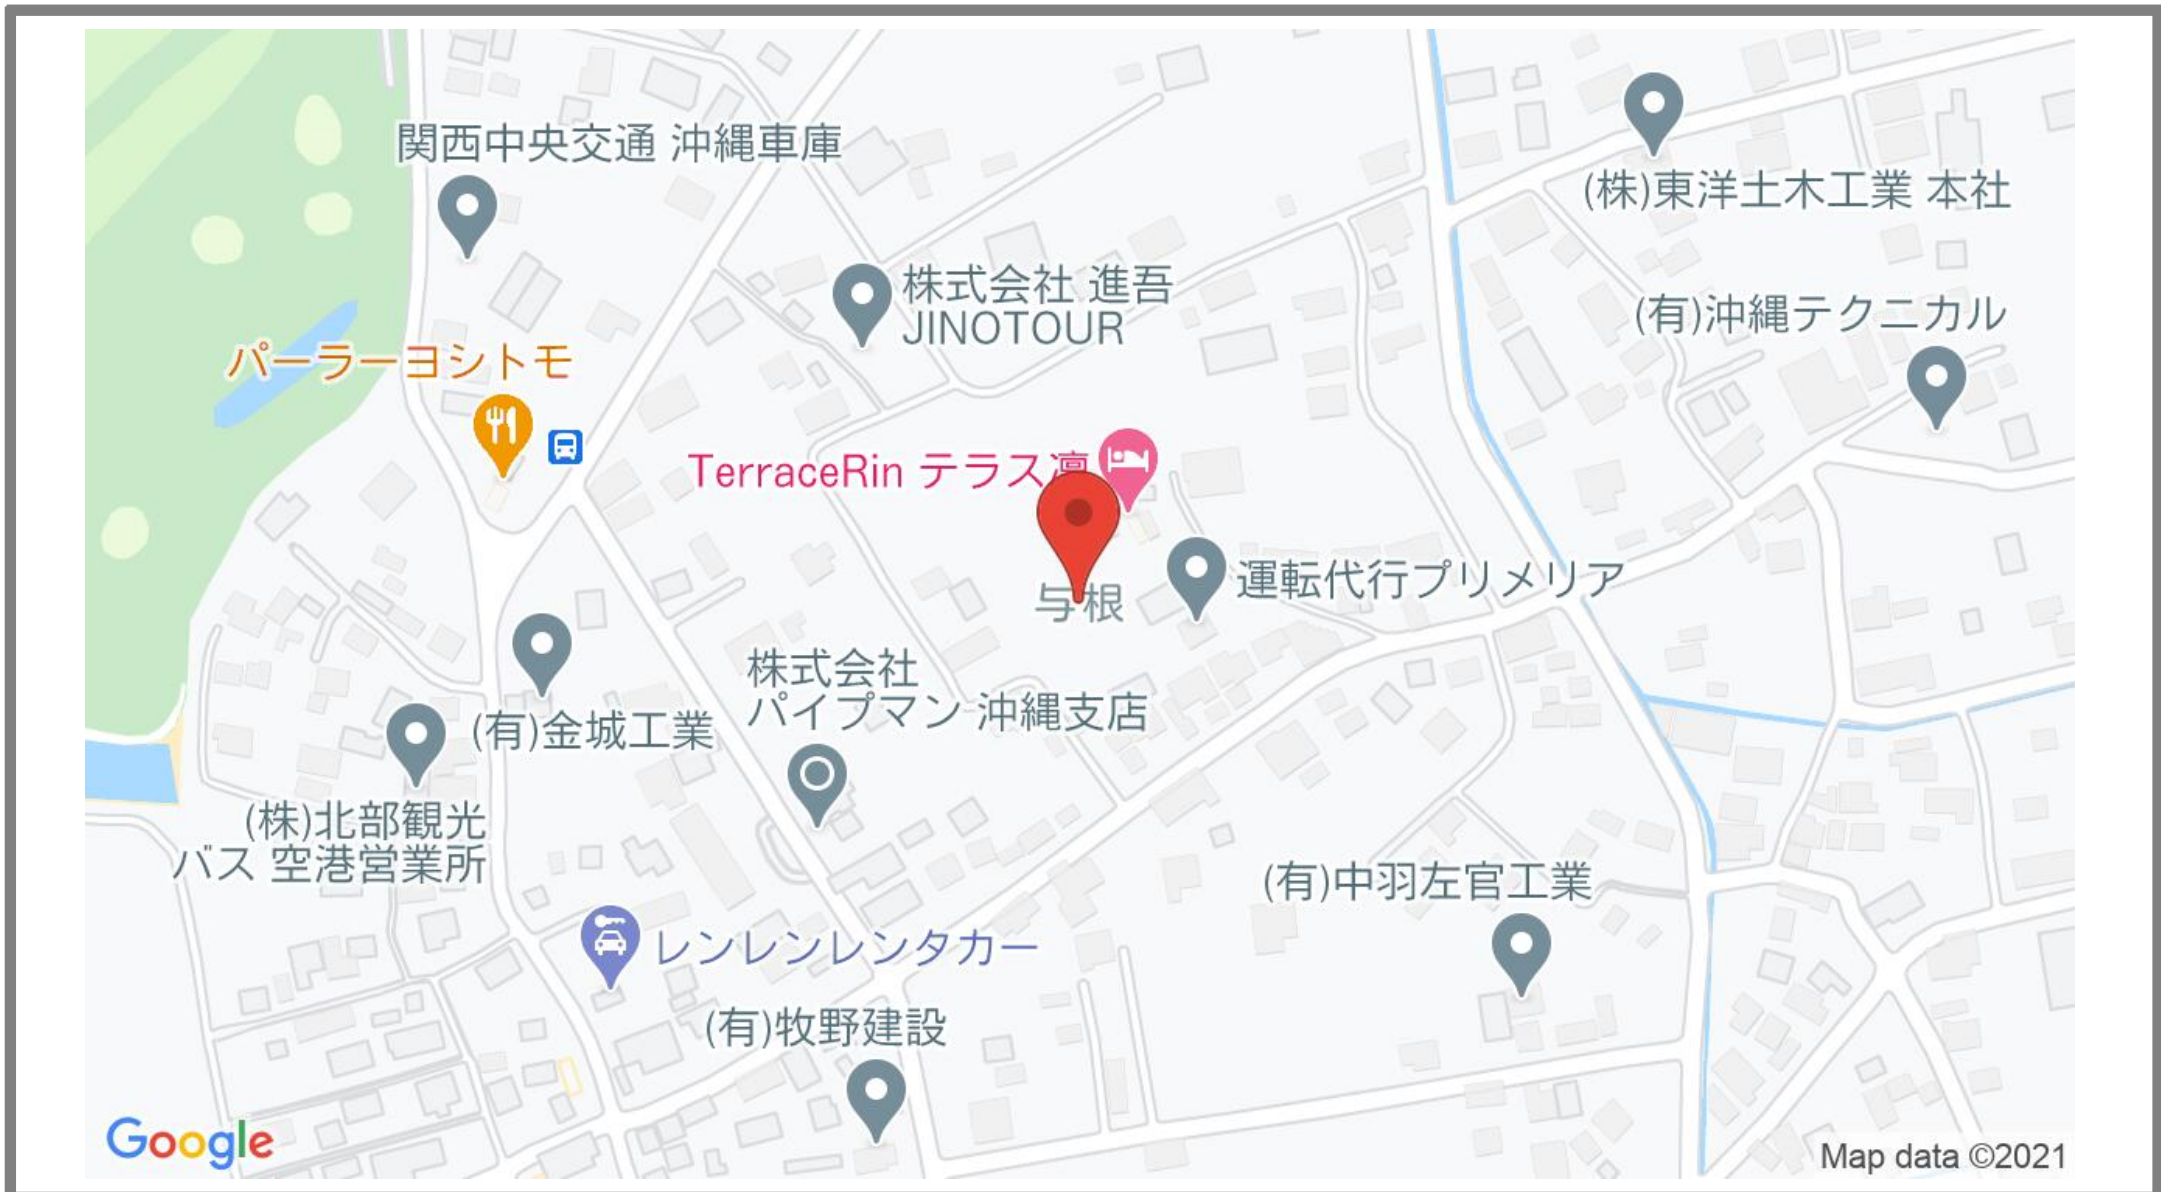 関西中央交通 沖縄車庫
(株)東洋土木工業 本社
株式会社 進吾
JINOTOUR
(有)沖縄テクニカル
パーラーヨシトモ
TerraceRin テラス凛
与根
運転代行プリメリア
株式会社
パイプマン 沖縄支店
(有)金城工業
(株)北部観光
バス 空港営業所
(有)中羽左官工業
レンレンレンタカー
(有)牧野建設
Google
Map data ©2021